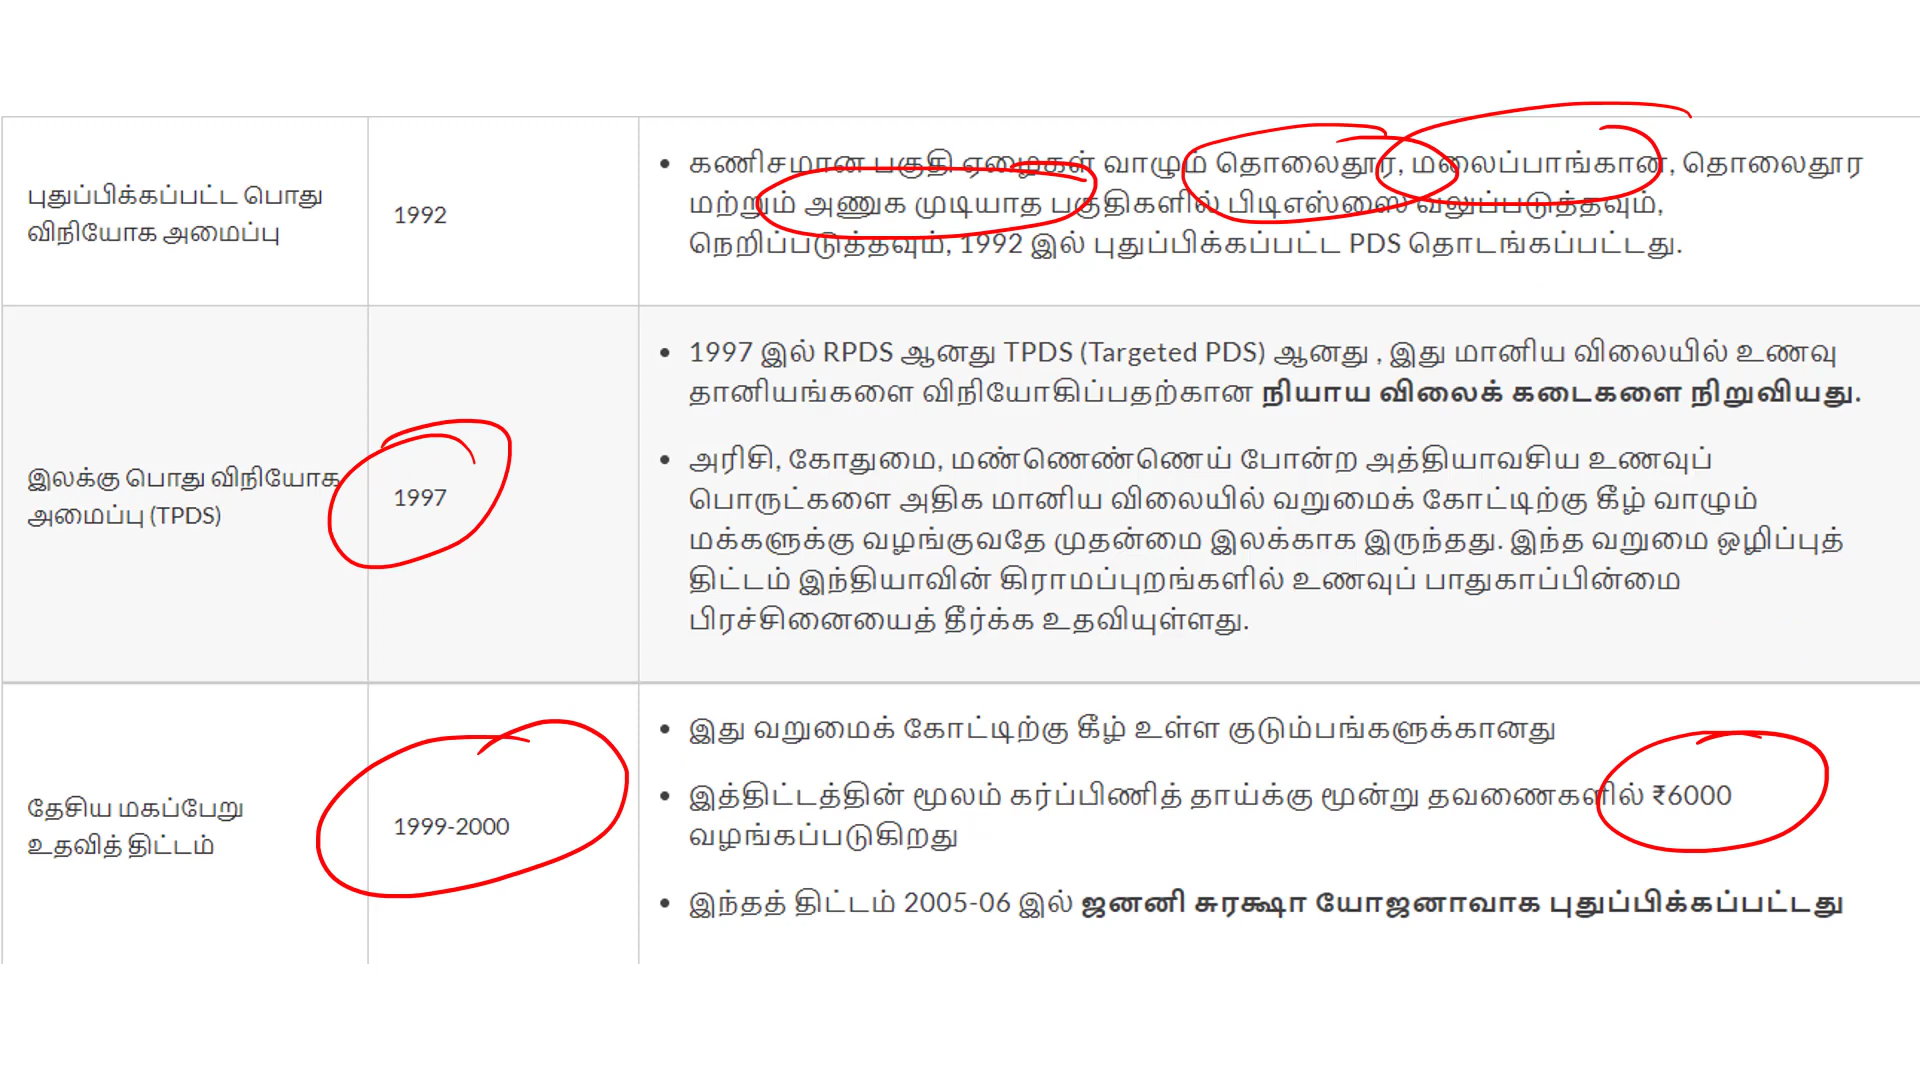 புதுப்பிக்கப்பட்ட பொது
விநியோக அமைப்பு
1992
கணிசமான பகுதி ஏழைகள் வாழும் தொலைதூர, மலைப்பாங்கான, தொலைதூர
மற்றும் அணுக முடியாத பகுதிகளில் பிடிஎஸ்ஸை வலுப்படுத்தவும்,
நெறிப்படுத்தவும், 1992 இல் புதுப்பிக்கப்பட்ட PDS தொடங்கப்பட்டது.
இலக்கு பொது விநியோக
அமைப்பு (TPDS)
1997
1997 இல் RPDS ஆனது TPDS (Targeted PDS) ஆனது , இது மானிய விலையில் உணவு
தானியங்களை விநியோகிப்பதற்கான நியாய விலைக் கடைகளை நிறுவியது.
அரிசி, கோதுமை, மண்ணெண்ணெய் போன்ற அத்தியாவசிய உணவுப்
பொருட்களை அதிக மானிய விலையில் வறுமைக் கோட்டிற்கு கீழ் வாழும்
மக்களுக்கு வழங்குவதே முதன்மை இலக்காக இருந்தது. இந்த வறுமை ஒழிப்புத்
திட்டம் இந்தியாவின் கிராமப்புறங்களில் உணவுப் பாதுகாப்பின்மை
பிரச்சினையைத் தீர்க்க உதவியுள்ளது.
தேசிய மகப்பேறு
உதவித் திட்டம்
1999-2000
இது வறுமைக் கோட்டிற்கு கீழ் உள்ள குடும்பங்களுக்கானது
இத்திட்டத்தின் மூலம் கர்ப்பிணித் தாய்க்கு மூன்று தவணைகளில் ₹6000
வழங்கப்படுகிறது
இந்தத் திட்டம் 2005-06 இல் ஜனனி சுரக்ஷா யோஜனாவாக புதுப்பிக்கப்பட்டது